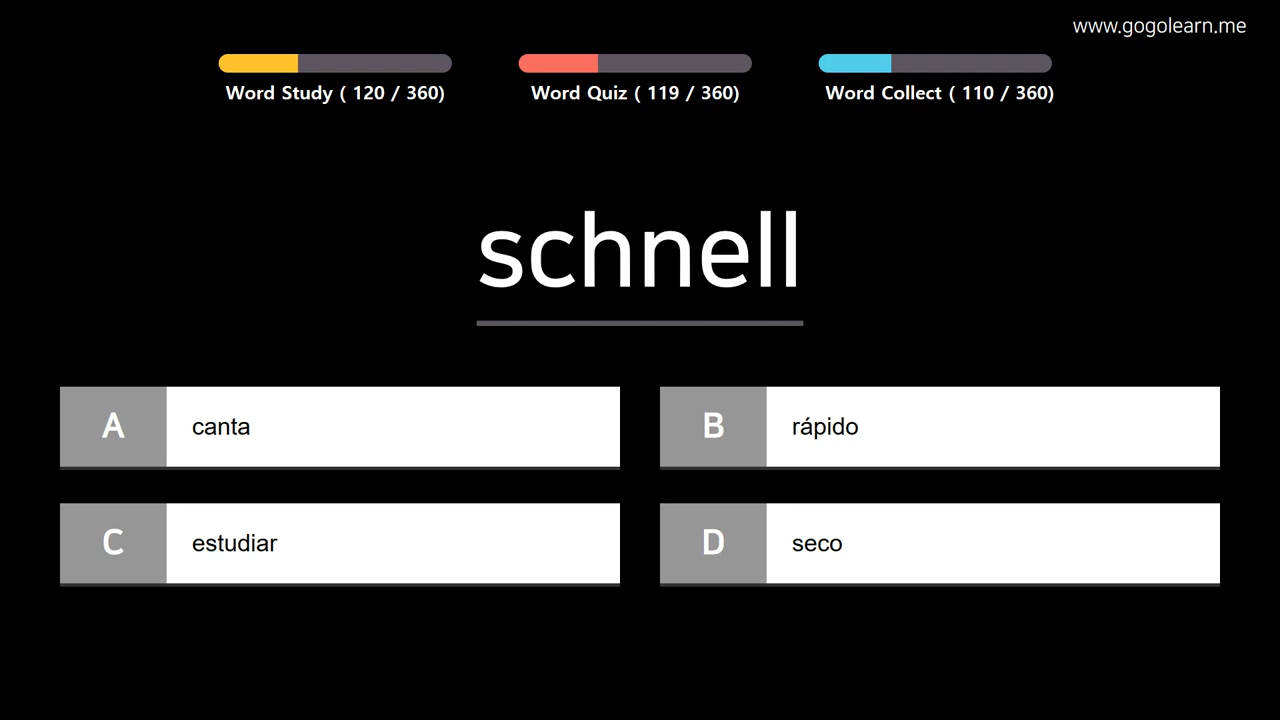 www.gogolearn.me
Word Study ( 120 / 360)
Word Quiz ( 119 / 360)
Word Collect ( 110 / 360)
schnell
A canta
B rápido
C estudiar
D seco